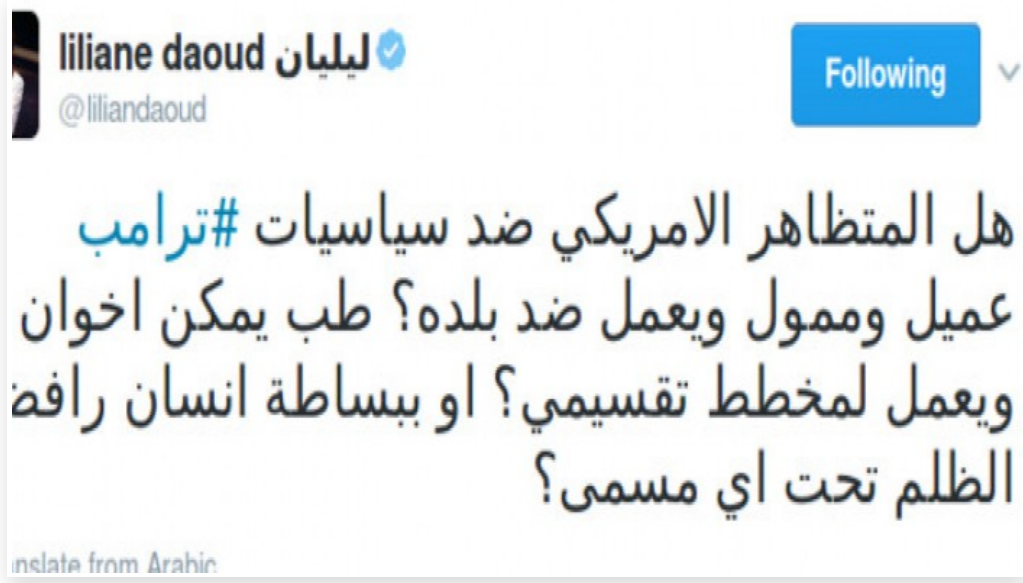 liliane daoud ليليان
@liliandaoud
Following
هل المتظاهر الامريكي ضد سياسيات #ترامب
عميل وممول ويعمل ضد بلده؟ طب يمكن اخوان
ويعمل لمخطط تقسيمي؟ او ببساطة انسان
الظلم تحت اي مسمى؟
from Arabic